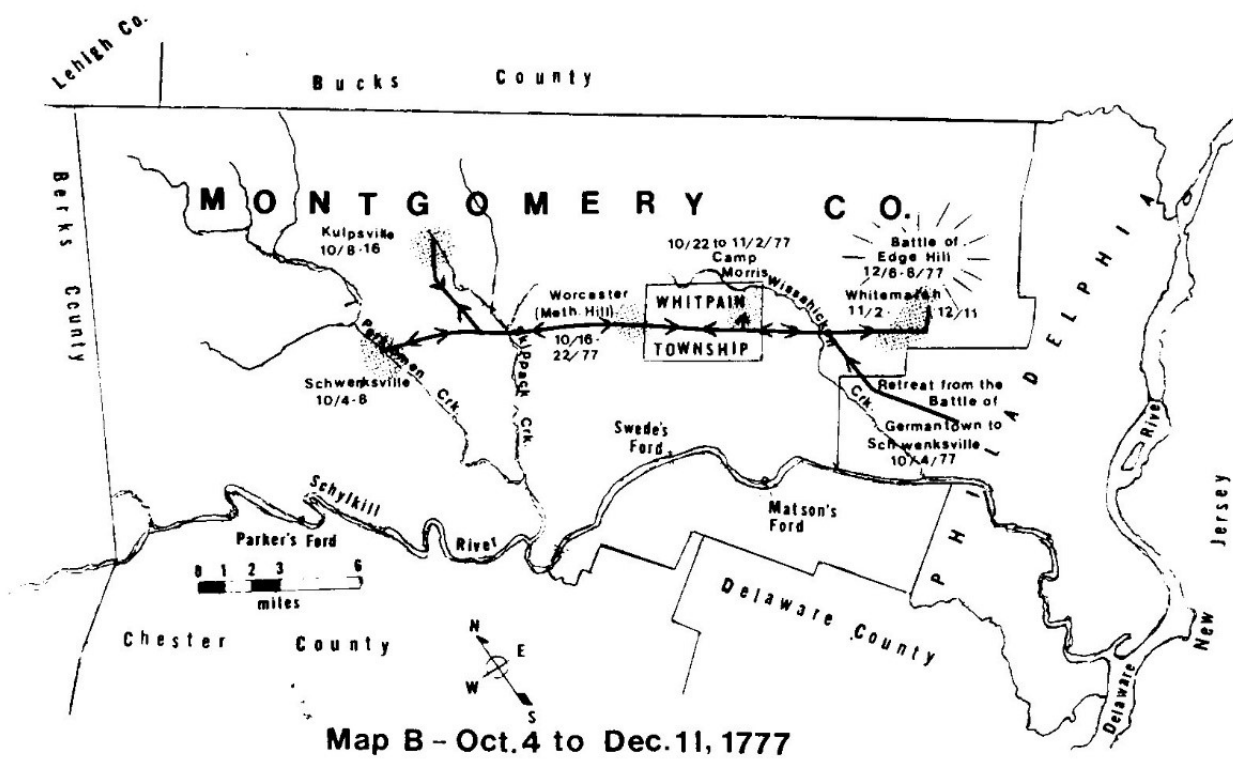 Lehigh Co.
Bucks County
Berks County
MONTGOMERY CO.
Kulpsville
10/8-16
10/22 to 11/2/77
Camp
Morris
Battle of
Edge Hill
12/6-8/77
Wissahick
Whitemarsh
11/2-
12/11
Worcester
(Meth. Hill)
10/16-
22/77
WHITPAIN
TOWNSHIP
Perkiomen Crk.
Skippack Crk.
Schwenksville
10/4-8
Crk.
Retreat from the
Battle of
Germantown to
Schwenksville
10/4/77
PHILADELPHIA
Swede's
Ford
Matson's
Ford
Schylkill
River
Parker's Ford
0 1 2 3 6
miles
Chester County
Delaware County
Delaware
Rive
New Jersey
N
E
W
S
Map B - Oct. 4 to Dec. 11, 1777